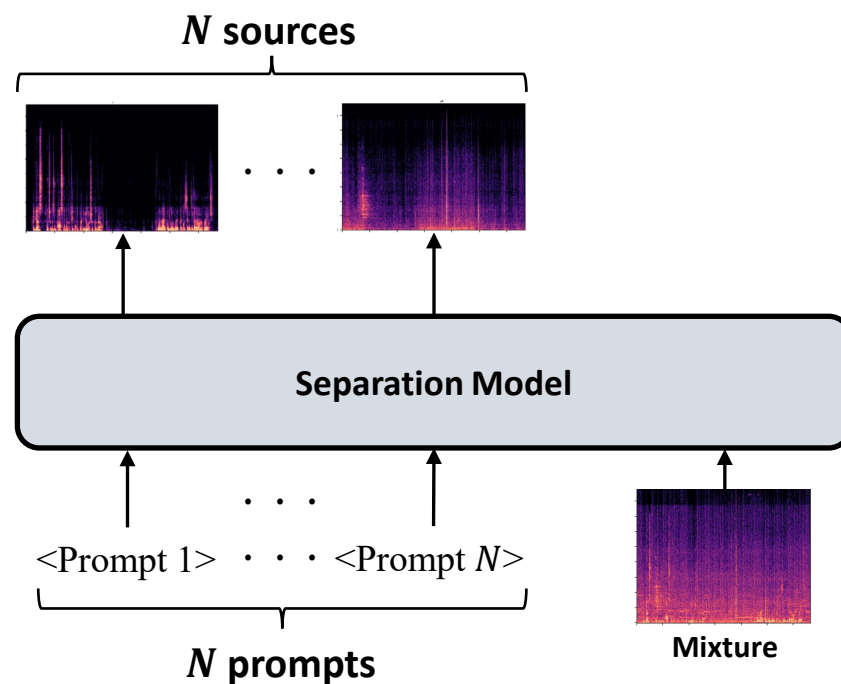 N sources
. . .
Separation Model
. . .
<Prompt 1> . . . <Prompt N>
N prompts
Mixture